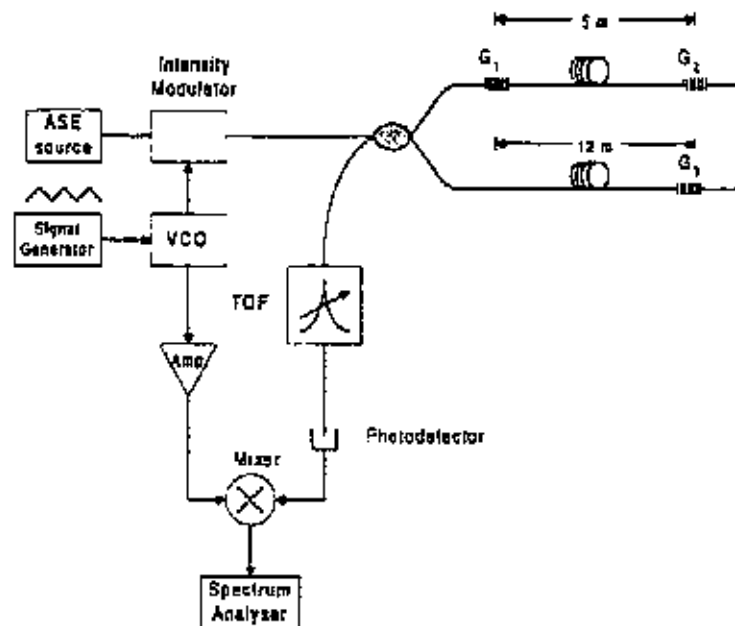 5 m
G₁
G₂
Intensity
Modulator
ASE
source
12 m
G₃
Signal
Generator
VCO
TOF
Amp
Photodetector
Mixer
Spectrum
Analyser